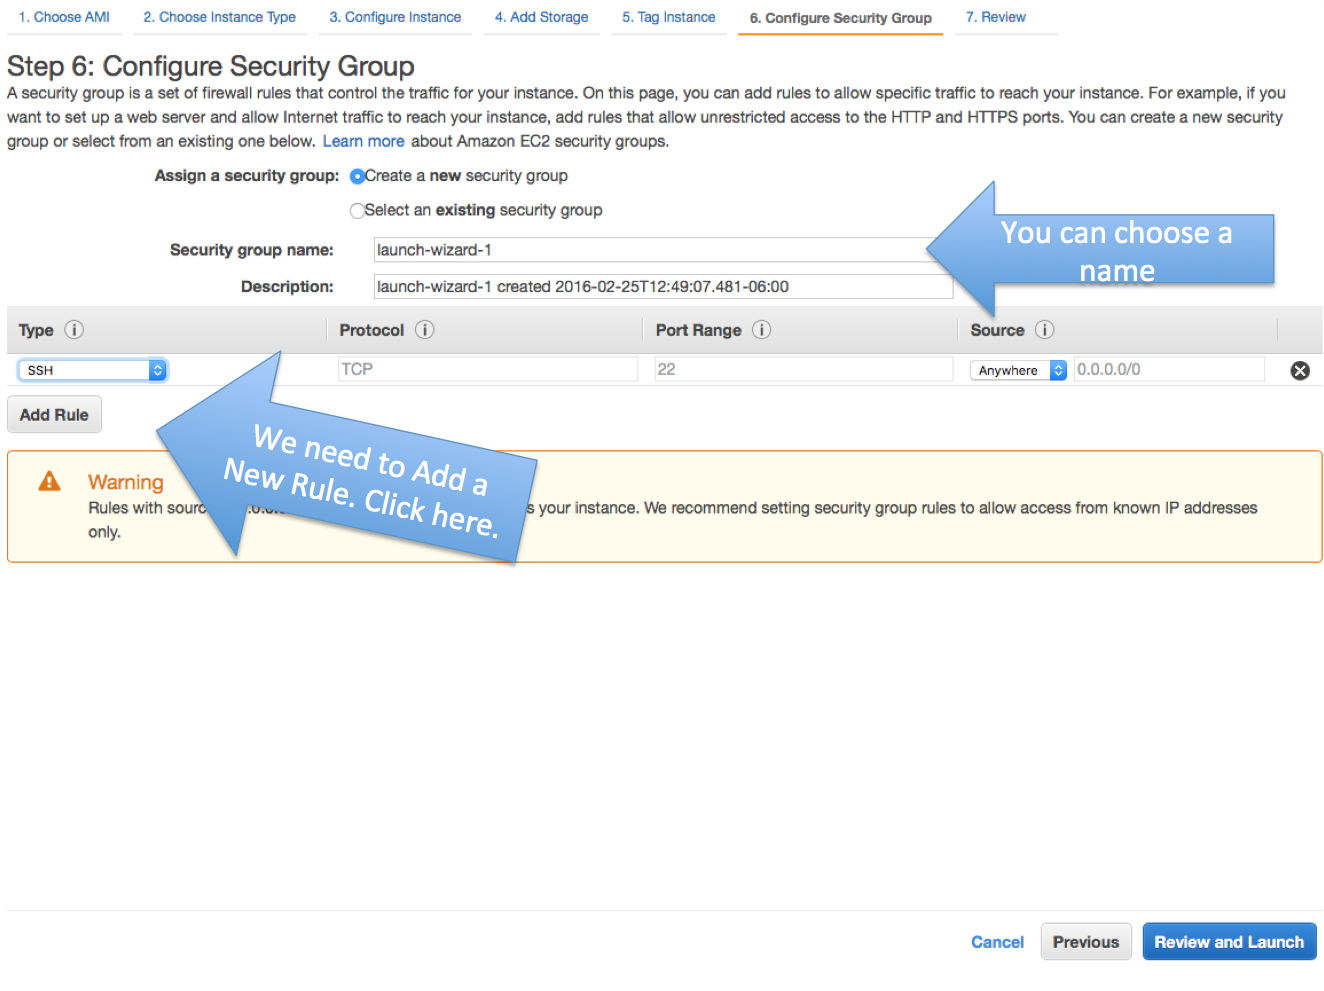 1. Choose AMI 2. Choose Instance Type 3. Configure Instance 4. Add Storage 5. Tag Instance 6. Configure Security Group 7. Review
Step 6: Configure Security Group
A security group is a set of firewall rules that control the traffic for your instance. On this page, you can add rules to allow specific traffic to reach your instance. For example, if you
want to set up a web server and allow Internet traffic to reach your instance, add rules that allow unrestricted access to the HTTP and HTTPS ports. You can create a new security
group or select from an existing one below. Learn more about Amazon EC2 security groups.
Assign a security group: Create a new security group
Select an existing security group
Security group name: launch-wizard-1
Description: launch-wizard-1 created 2016-02-25T12:49:07.481-06:00
You can choose a
name
Type Protocol Port Range Source
SSH TCP 22 Anywhere 0.0.0.0/0
Add Rule
We need to Add a
New Rule. Click here.
Warning
Rules with your instance. We recommend setting security group rules to allow access from known IP addresses
only.
Cancel Previous Review and Launch